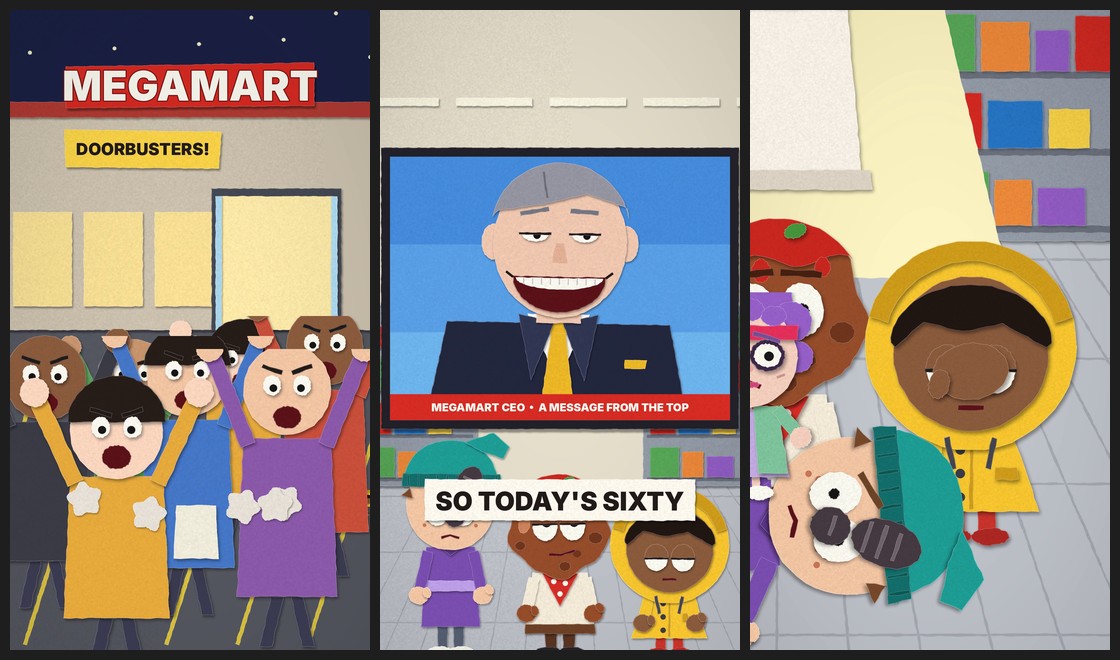 MEGAMART
DOORBUSTERS!
MEGAMART CEO • A MESSAGE FROM THE TOP
SO TODAY'S SIXTY